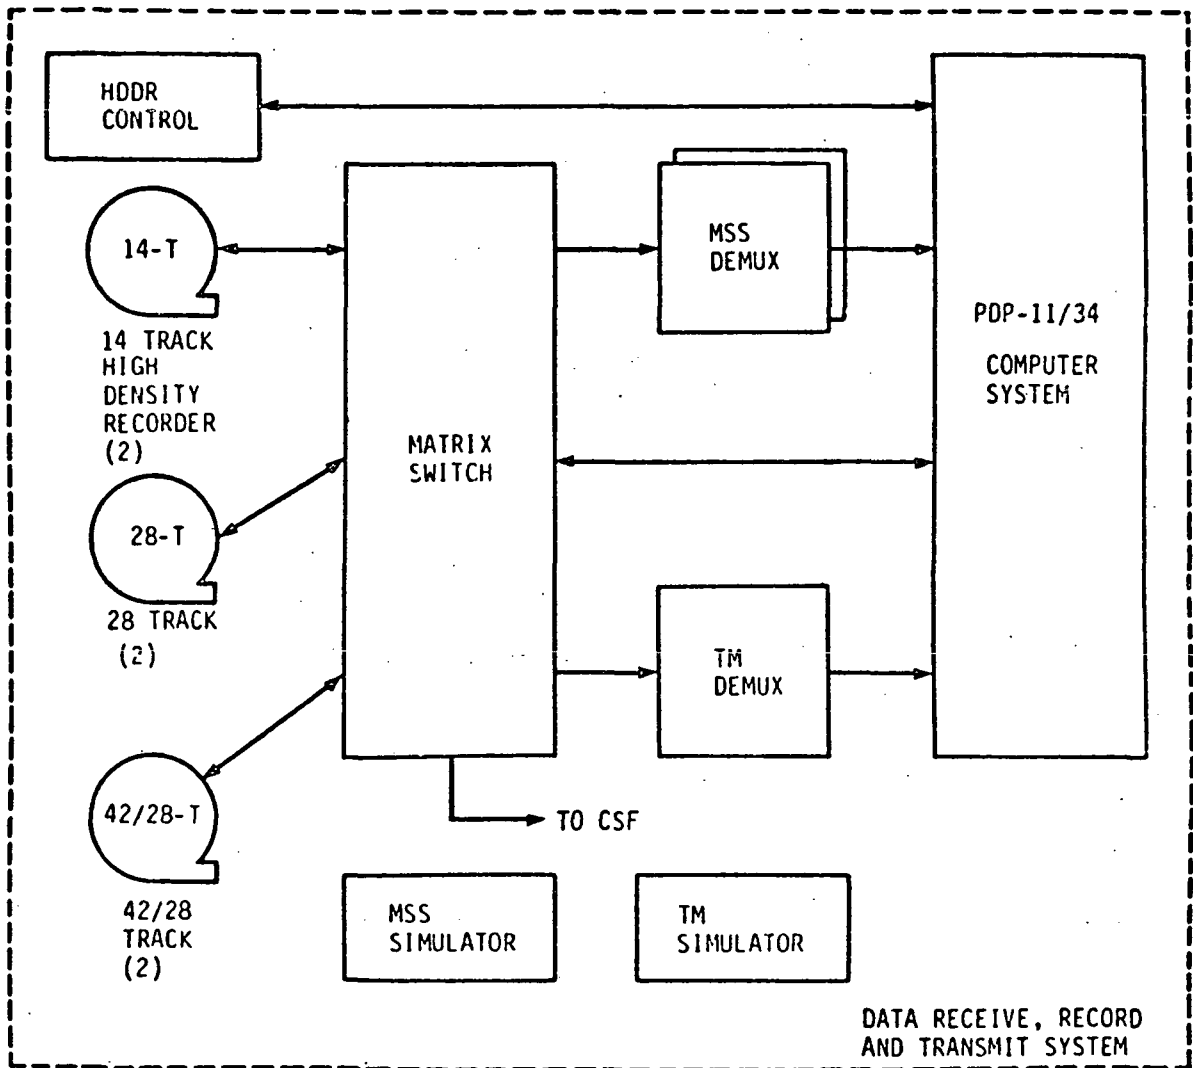 HDDR
CONTROL
14-T
14 TRACK
HIGH
DENSITY
RECORDER
(2)
28-T
28 TRACK
(2)
42/28-T
42/28
TRACK
(2)
MATRIX
SWITCH
MSS
DEMUX
TM
DEMUX
PDP-11/34
COMPUTER
SYSTEM
TO CSF
MSS
SIMULATOR
TM
SIMULATOR
DATA RECEIVE, RECORD
AND TRANSMIT SYSTEM